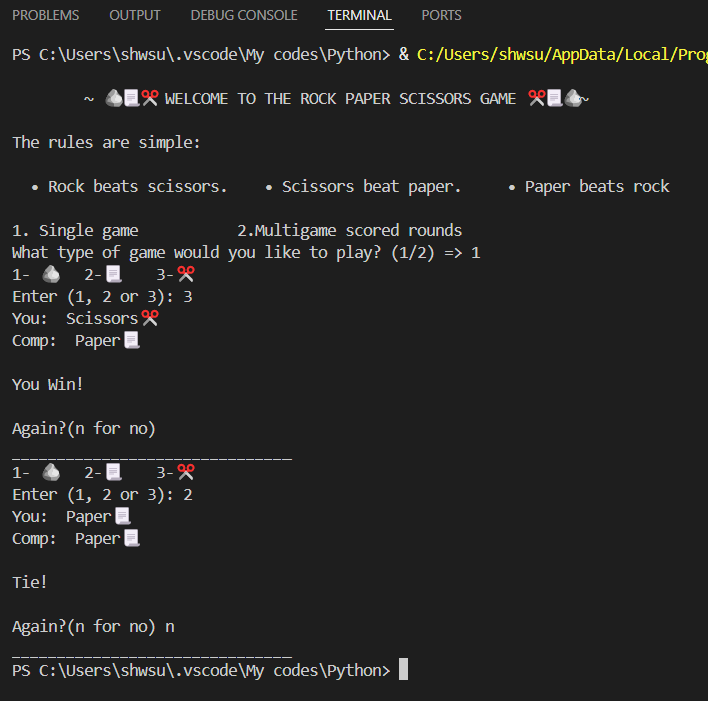 PROBLEMS OUTPUT DEBUG CONSOLE TERMINAL PORTS
PS C:\Users\shwsu\.vscode\My codes\Python> & C:/Users/shwsu/AppData/Local/Prog
~ 🪨📃✂️ WELCOME TO THE ROCK PAPER SCISSORS GAME ✂️📃🪨~
The rules are simple:
• Rock beats scissors. • Scissors beat paper. • Paper beats rock
1. Single game 2.Multigame scored rounds
What type of game would you like to play? (1/2) => 1
1- 🪨 2-📃 3-✂️
Enter (1, 2 or 3): 3
You: Scissors✂️
Comp: Paper📃
You Win!
Again?(n for no)
_______________________________
1- 🪨 2-📃 3-✂️
Enter (1, 2 or 3): 2
You: Paper📃
Comp: Paper📃
Tie!
Again?(n for no) n
_______________________________
PS C:\Users\shwsu\.vscode\My codes\Python>